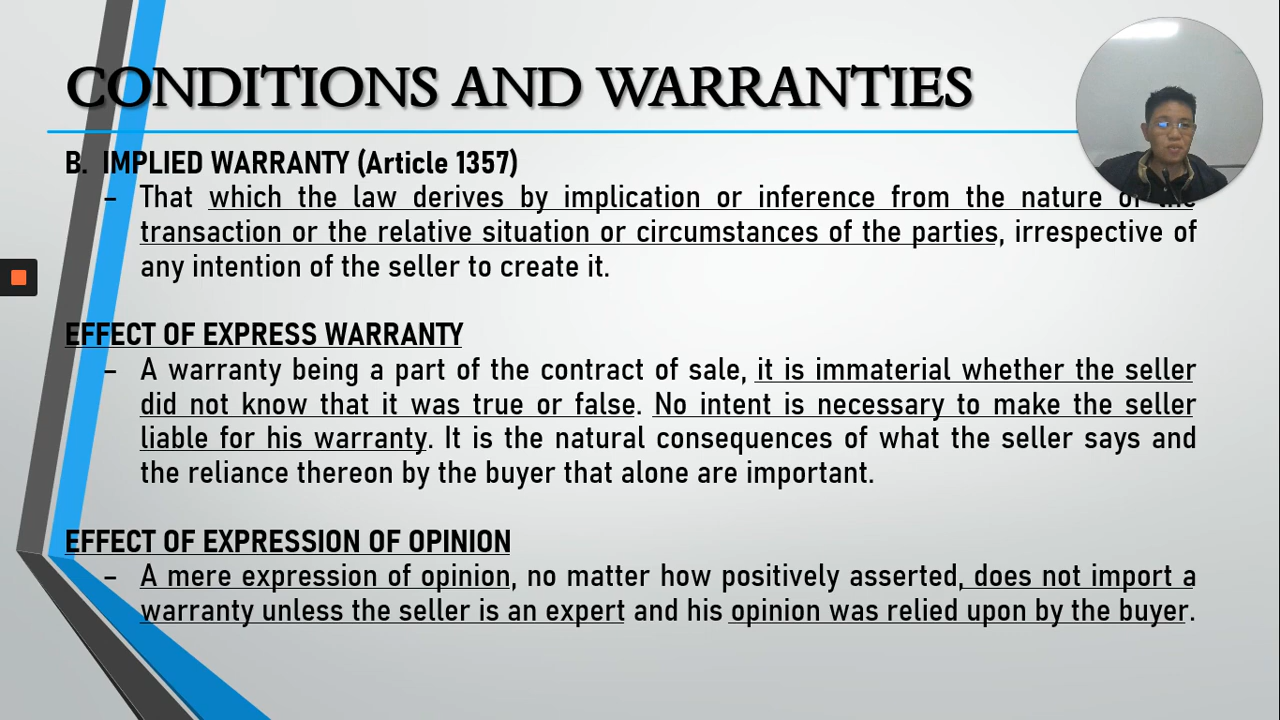 CONDITIONS AND WARRANTIES
B. IMPLIED WARRANTY (Article 1357)
– That which the law derives by implication or inference from the nature of the
transaction or the relative situation or circumstances of the parties, irrespective of
any intention of the seller to create it.
EFFECT OF EXPRESS WARRANTY
– A warranty being a part of the contract of sale, it is immaterial whether the seller
did not know that it was true or false. No intent is necessary to make the seller
liable for his warranty. It is the natural consequences of what the seller says and
the reliance thereon by the buyer that alone are important.
EFFECT OF EXPRESSION OF OPINION
– A mere expression of opinion, no matter how positively asserted, does not import a
warranty unless the seller is an expert and his opinion was relied upon by the buyer.